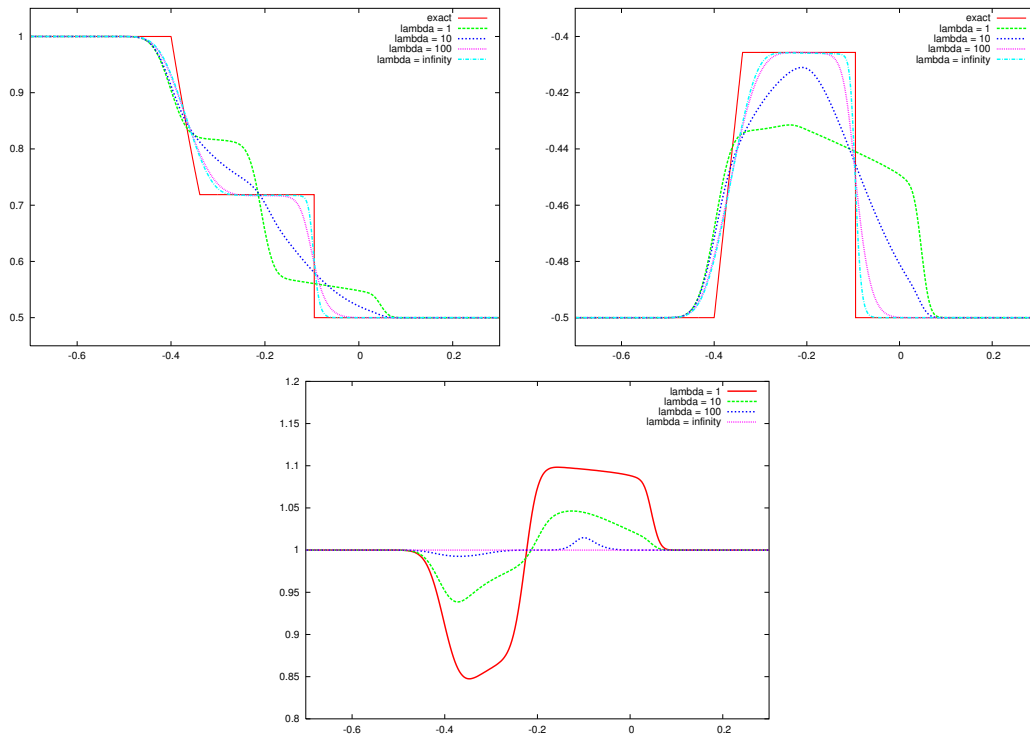 exact
lambda = 1
lambda = 10
lambda = 100
lambda = infinity
1
0.9
0.8
0.7
0.6
0.5
-0.6
-0.4
-0.2
0
0.2
exact
lambda = 1
lambda = 10
lambda = 100
lambda = infinity
-0.4
-0.42
-0.44
-0.46
-0.48
-0.5
-0.6
-0.4
-0.2
0
0.2
lambda = 1
lambda = 10
lambda = 100
lambda = infinity
1.2
1.15
1.1
1.05
1
0.95
0.9
0.85
0.8
-0.6
-0.4
-0.2
0
0.2